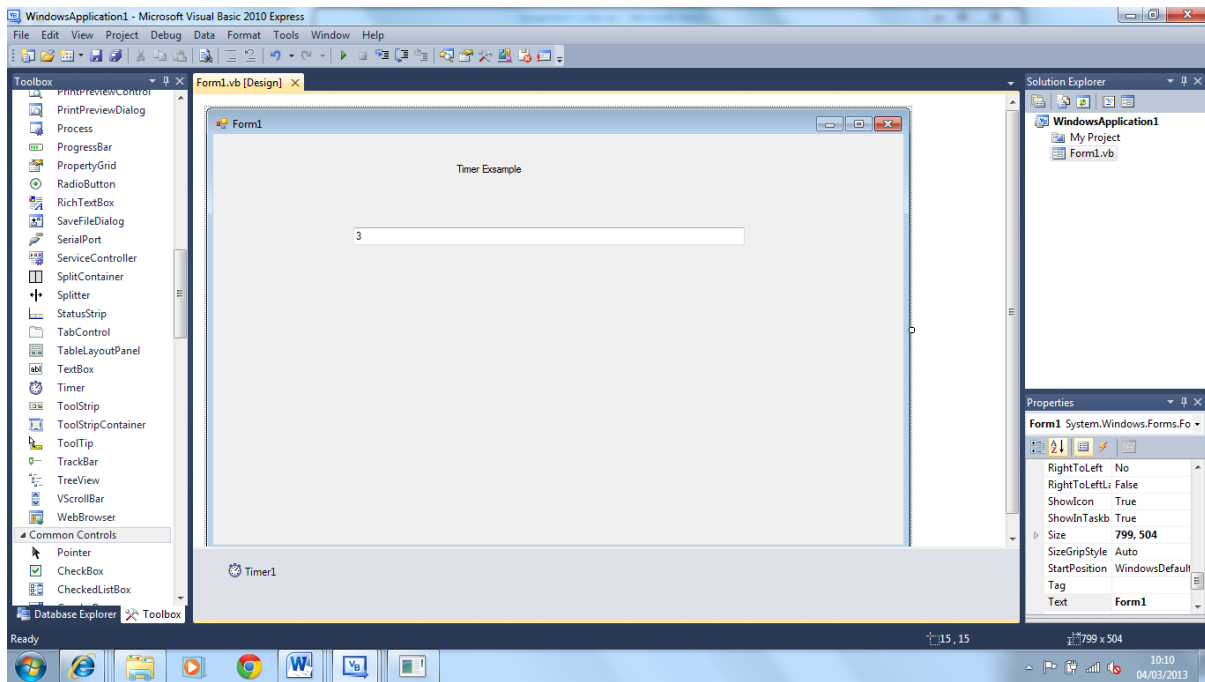 WindowsApplication1 - Microsoft Visual Basic 2010 Express
File Edit View Project Debug Data Format Tools Window Help
Toolbox
PrintPreviewControl
PrintPreviewDialog
Process
ProgressBar
PropertyGrid
RadioButton
RichTextBox
SaveFileDialog
SerialPort
ServiceController
SplitContainer
Splitter
StatusStrip
TabControl
TableLayoutPanel
TextBox
Timer
ToolStrip
ToolStripContainer
ToolTip
TrackBar
TreeView
VScrollBar
WebBrowser
Common Controls
Pointer
CheckBox
CheckedListBox
Database Explorer Toolbox
Form1.vb [Design]
Form1
Timer Exsample
3
Timer1
Solution Explorer
WindowsApplication1
My Project
Form1.vb
Properties
Form1 System.Windows.Forms.Fo
RightToLeft No
RightToLeftLa False
ShowIcon True
ShowInTaskb True
Size 799, 504
SizeGripStyle Auto
StartPosition WindowsDefault
Tag
Text Form1
Ready
15 , 15
799 x 504
10:10
04/03/2013